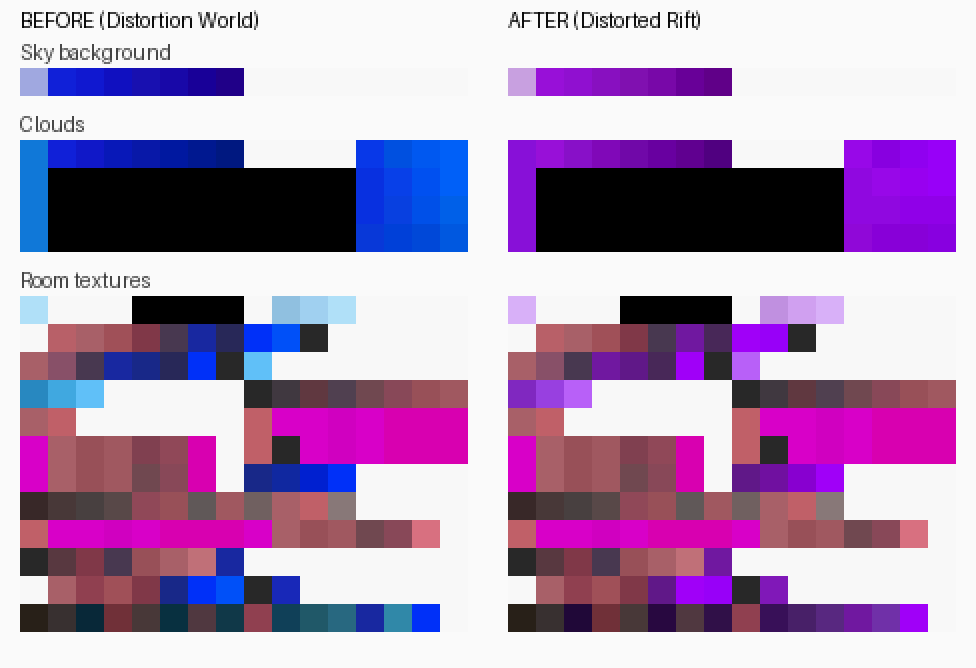 BEFORE (Distortion World)
AFTER (Distorted Rift)
Sky background
Clouds
Room textures